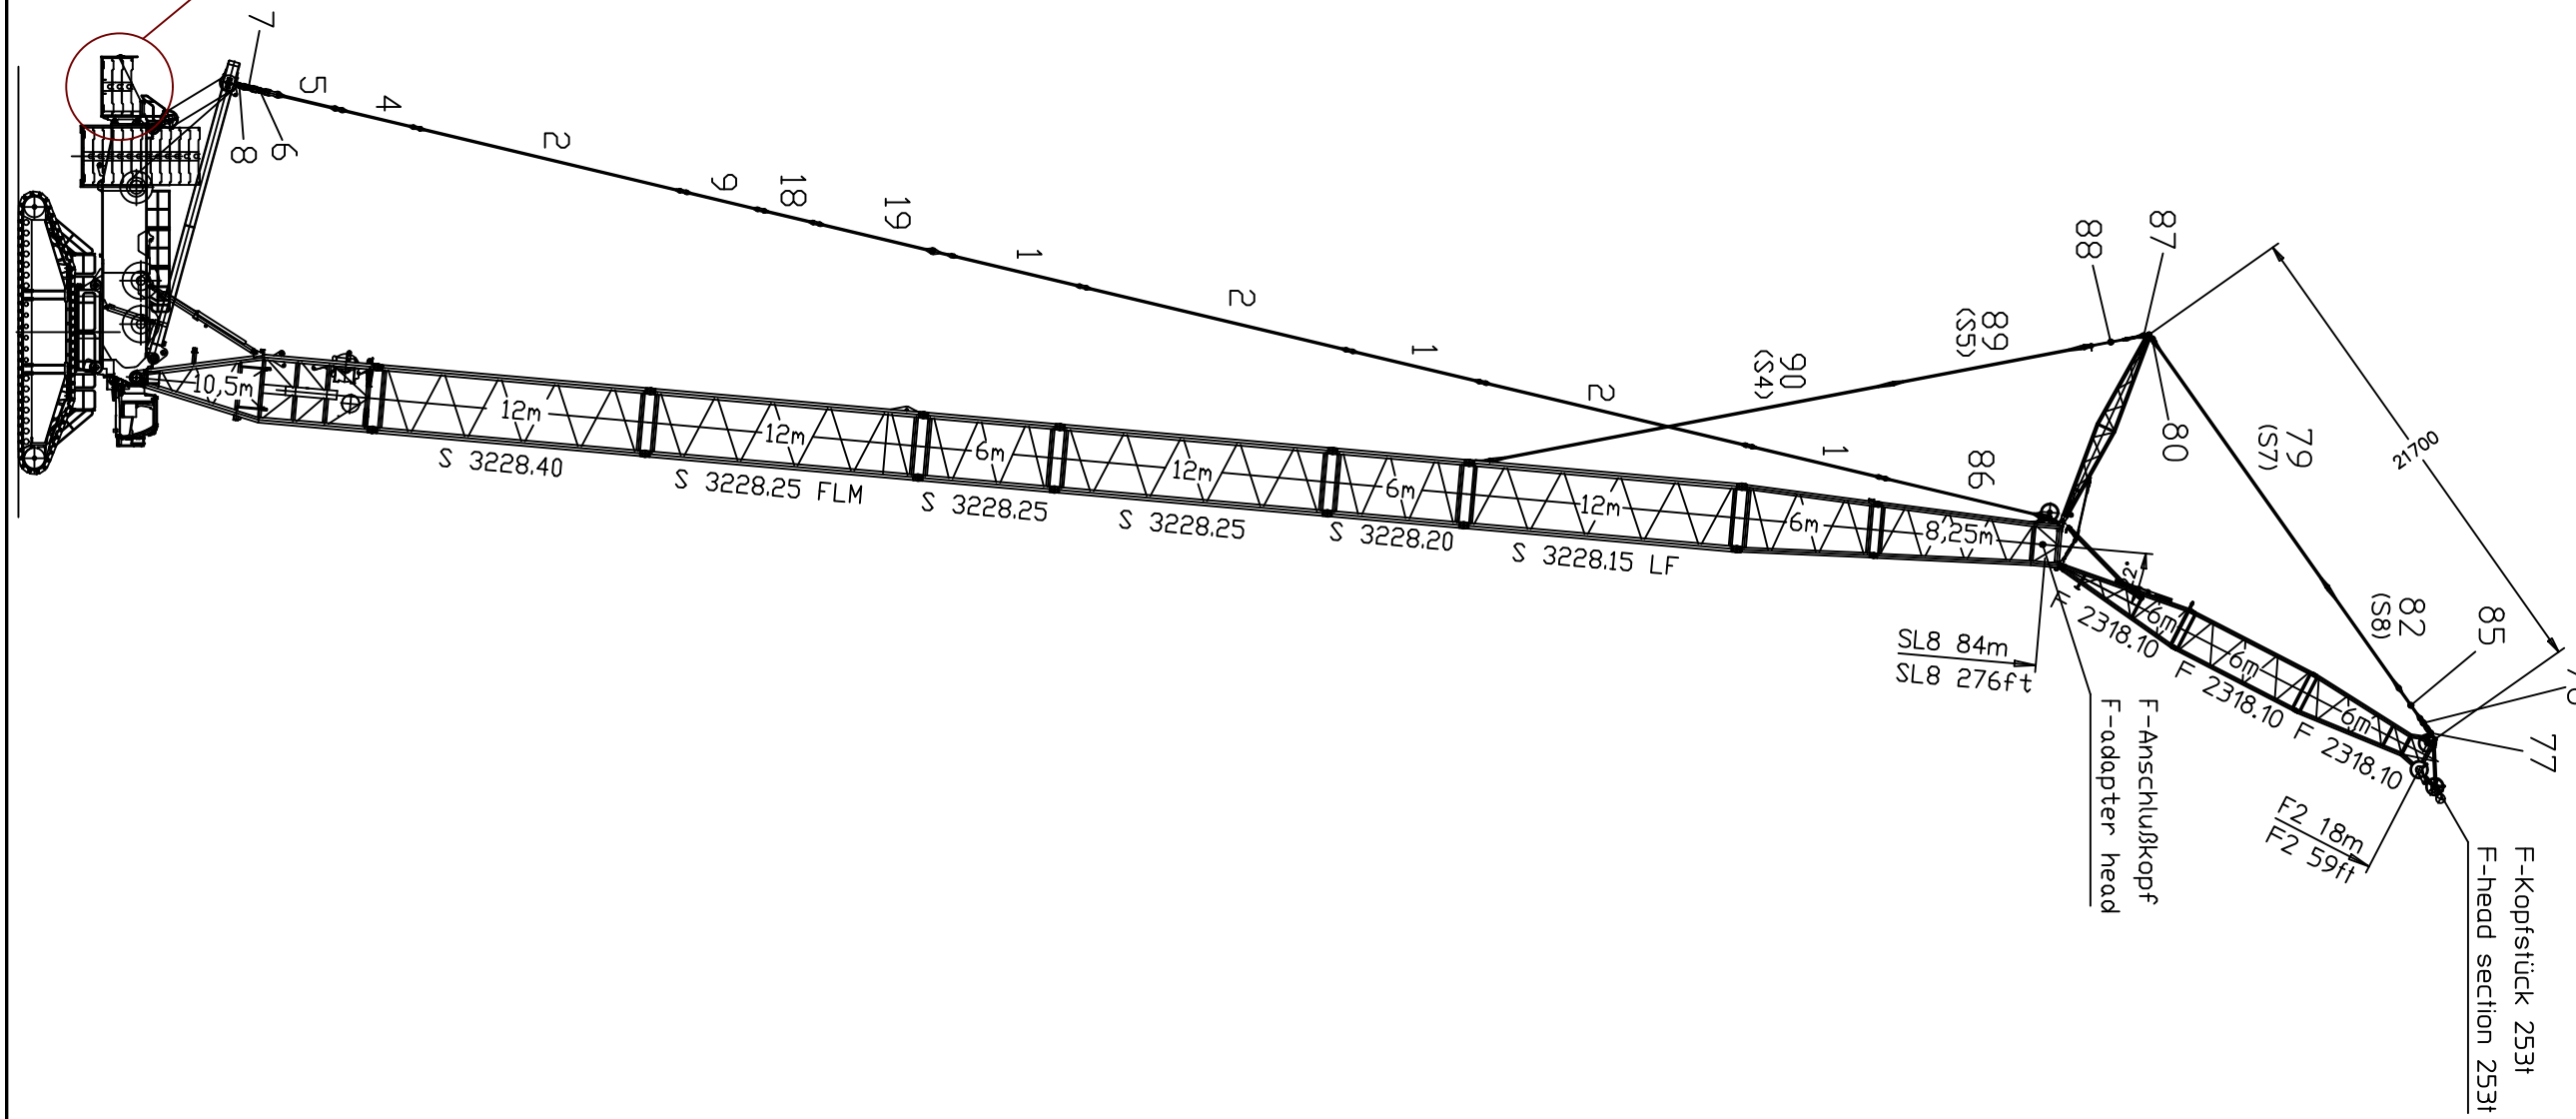 7
5
4
2
9
18
19
1
2
1
2
1
8
6
86
88
87
89
(S5)
90
(S4)
80
79
(S7)
21700
82
(S8)
85
77
10,5m
12m
12m
6m
12m
6m
12m
6m
8,25m
S 3228.40
S 3228.25 FLM
S 3228.25
S 3228.25
S 3228.20
S 3228.15 LF
6m
6m
6m
F 2318.10
F 2318.10
F 2318.10
SL8 84m
SL8 276ft
F2 18m
F2 59ft
F-Anschlußkopf
F-adapter head
F-Kopfstück 253t
F-head section 253t